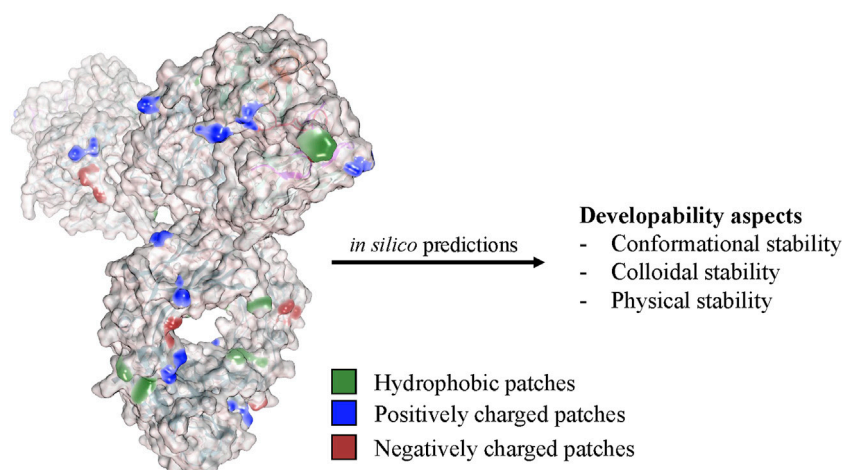 in silico predictions
Developability aspects
- Conformational stability
- Colloidal stability
- Physical stability
Hydrophobic patches
Positively charged patches
Negatively charged patches